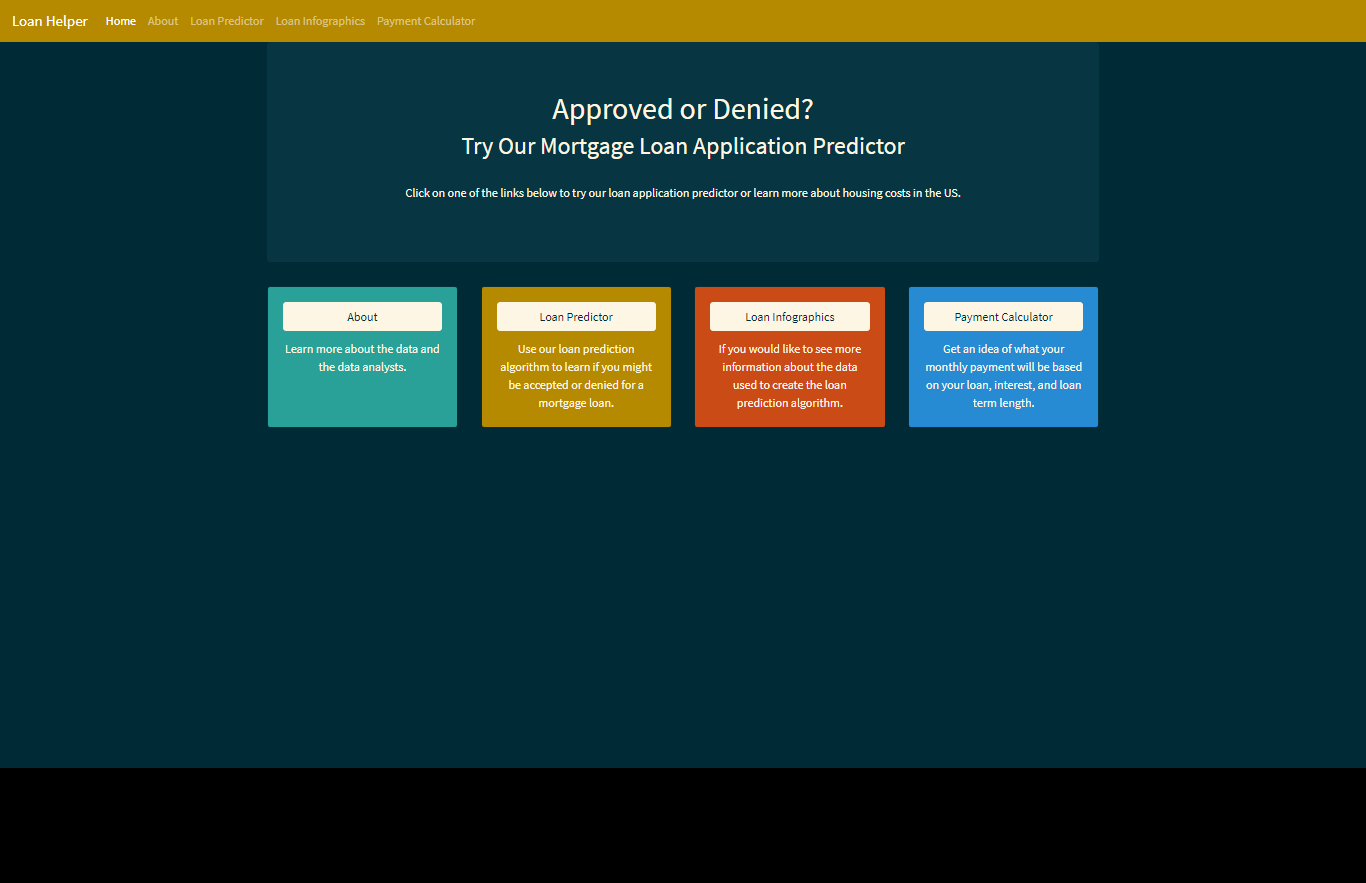 Loan Helper Home About Loan Predictor Loan Infographics Payment Calculator
Approved or Denied?
Try Our Mortgage Loan Application Predictor
Click on one of the links below to try our loan application predictor or learn more about housing costs in the US.
About
Learn more about the data and
the data analysts.
Loan Predictor
Use our loan prediction
algorithm to learn if you might
be accepted or denied for a
mortgage loan.
Loan Infographics
If you would like to see more
information about the data
used to create the loan
prediction algorithm.
Payment Calculator
Get an idea of what your
monthly payment will be based
on your loan, interest, and loan
term length.